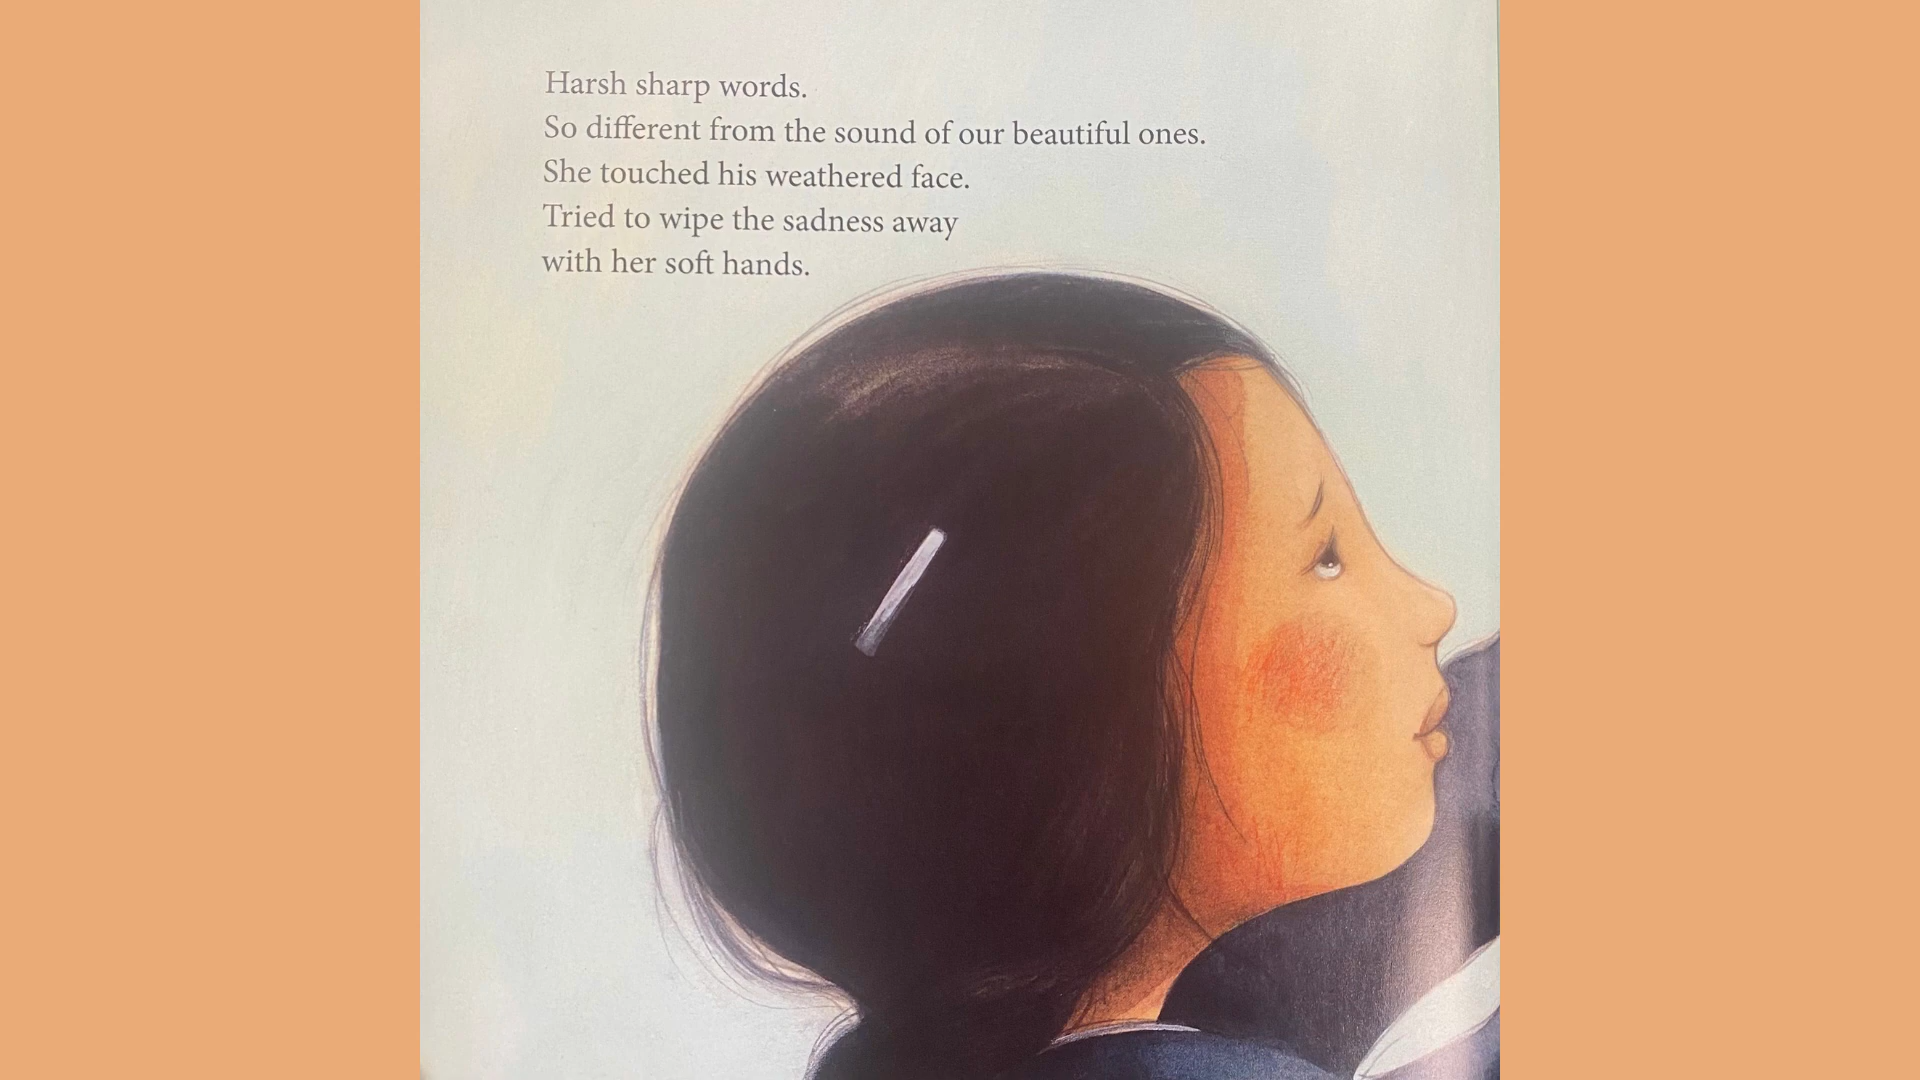 Harsh sharp words.
So different from the sound of our beautiful ones.
She touched his weathered face.
Tried to wipe the sadness away
with her soft hands.